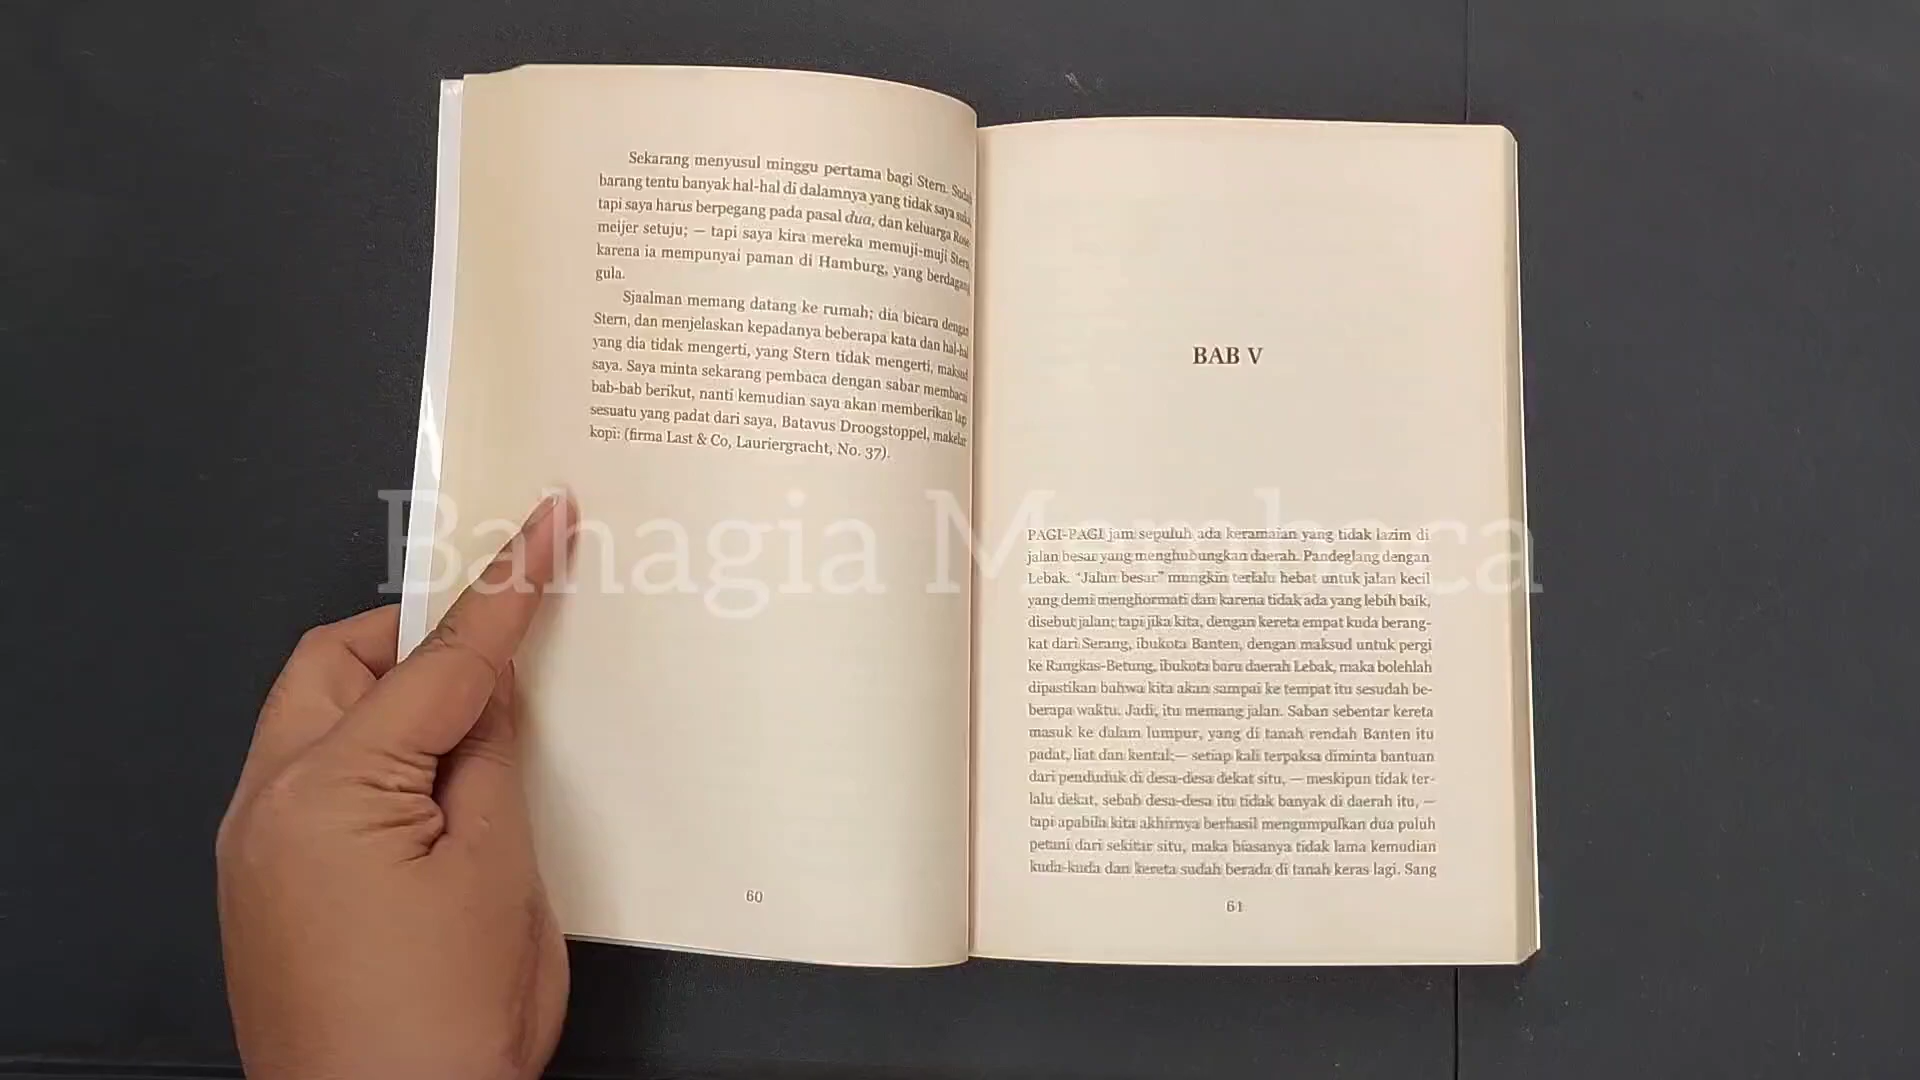 Sekarang menyusul minggu pertama bagi Stern. Sudah
barang tentu banyak hal-hal di dalamnya yang tidak saya suka,
tapi saya harus berpegang pada pasal dua, dan keluarga Rose-
meijer setuju; — tapi saya kira mereka memuji-muji Stern
karena ia mempunyai paman di Hamburg, yang berdagang
gula.
Sjaalman memang datang ke rumah; dia bicara dengan
Stern, dan menjelaskan kepadanya beberapa kata dan hal-hal
yang dia tidak mengerti, yang Stern tidak mengerti, maksud
saya. Saya minta sekarang pembaca dengan sabar membaca
bab-bab berikut, nanti kemudian saya akan memberikan lagi
sesuatu yang padat dari saya, Batavus Droogstoppel, makelar
kopi: (firma Last & Co, Lauriergracht, No. 37).
60
BAB V
PAGI-PAGI jam sepuluh ada keramaian yang tidak lazim di
jalan besar yang menghubungkan daerah. Pandeglang dengan
Lebak. “Jalan besar” mungkin terlalu hebat untuk jalan kecil
yang demi menghormati dan karena tidak ada yang lebih baik,
disebut jalan; tapi jika kita, dengan kereta empat kuda berang-
kat dari Serang, ibukota Banten, dengan maksud untuk pergi
ke Rangkas-Betung, ibukota baru daerah Lebak, maka bolehlah
dipastikan bahwa kita akan sampai ke tempat itu sesudah be-
berapa waktu. Jadi, itu memang jalan. Saban sebentar kereta
masuk ke dalam lumpur, yang di tanah rendah Banten itu
padat, liat dan kental;— setiap kali terpaksa diminta bantuan
dari penduduk di desa-desa dekat situ, — meskipun tidak ter-
lalu dekat, sebab desa-desa itu tidak banyak di daerah itu, —
tapi apabila kita akhirnya berhasil mengumpulkan dua puluh
petani dari sekitar situ, maka biasanya tidak lama kemudian
kuda-kuda dan kereta sudah berada di tanah keras lagi. Sang
61
Bahagia Membaca